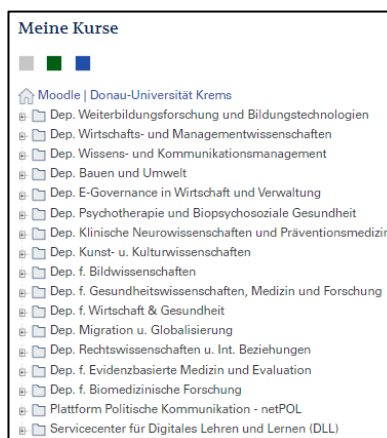 Meine Kurse
Moodle | Donau-Universität Krems
Dep. Weiterbildungsforschung und Bildungstechnologien
Dep. Wirtschafts- und Managementwissenschaften
Dep. Wissens- und Kommunikationsmanagement
Dep. Bauen und Umwelt
Dep. E-Governance in Wirtschaft und Verwaltung
Dep. Psychotherapie und Biopsychosoziale Gesundheit
Dep. Klinische Neurowissenschaften und Präventionsmedizin
Dep. Kunst- u. Kulturwissenschaften
Dep. f. Bildwissenschaften
Dep. f. Gesundheitswissenschaften, Medizin und Forschung
Dep. f. Wirtschaft & Gesundheit
Dep. Migration u. Globalisierung
Dep. Rechtswissenschaften u. Int. Beziehungen
Dep. f. Evidenzbasierte Medizin und Evaluation
Dep. f. Biomedizinische Forschung
Plattform Politische Kommunikation - netPOL
Servicecenter für Digitales Lehren und Lernen (DLL)